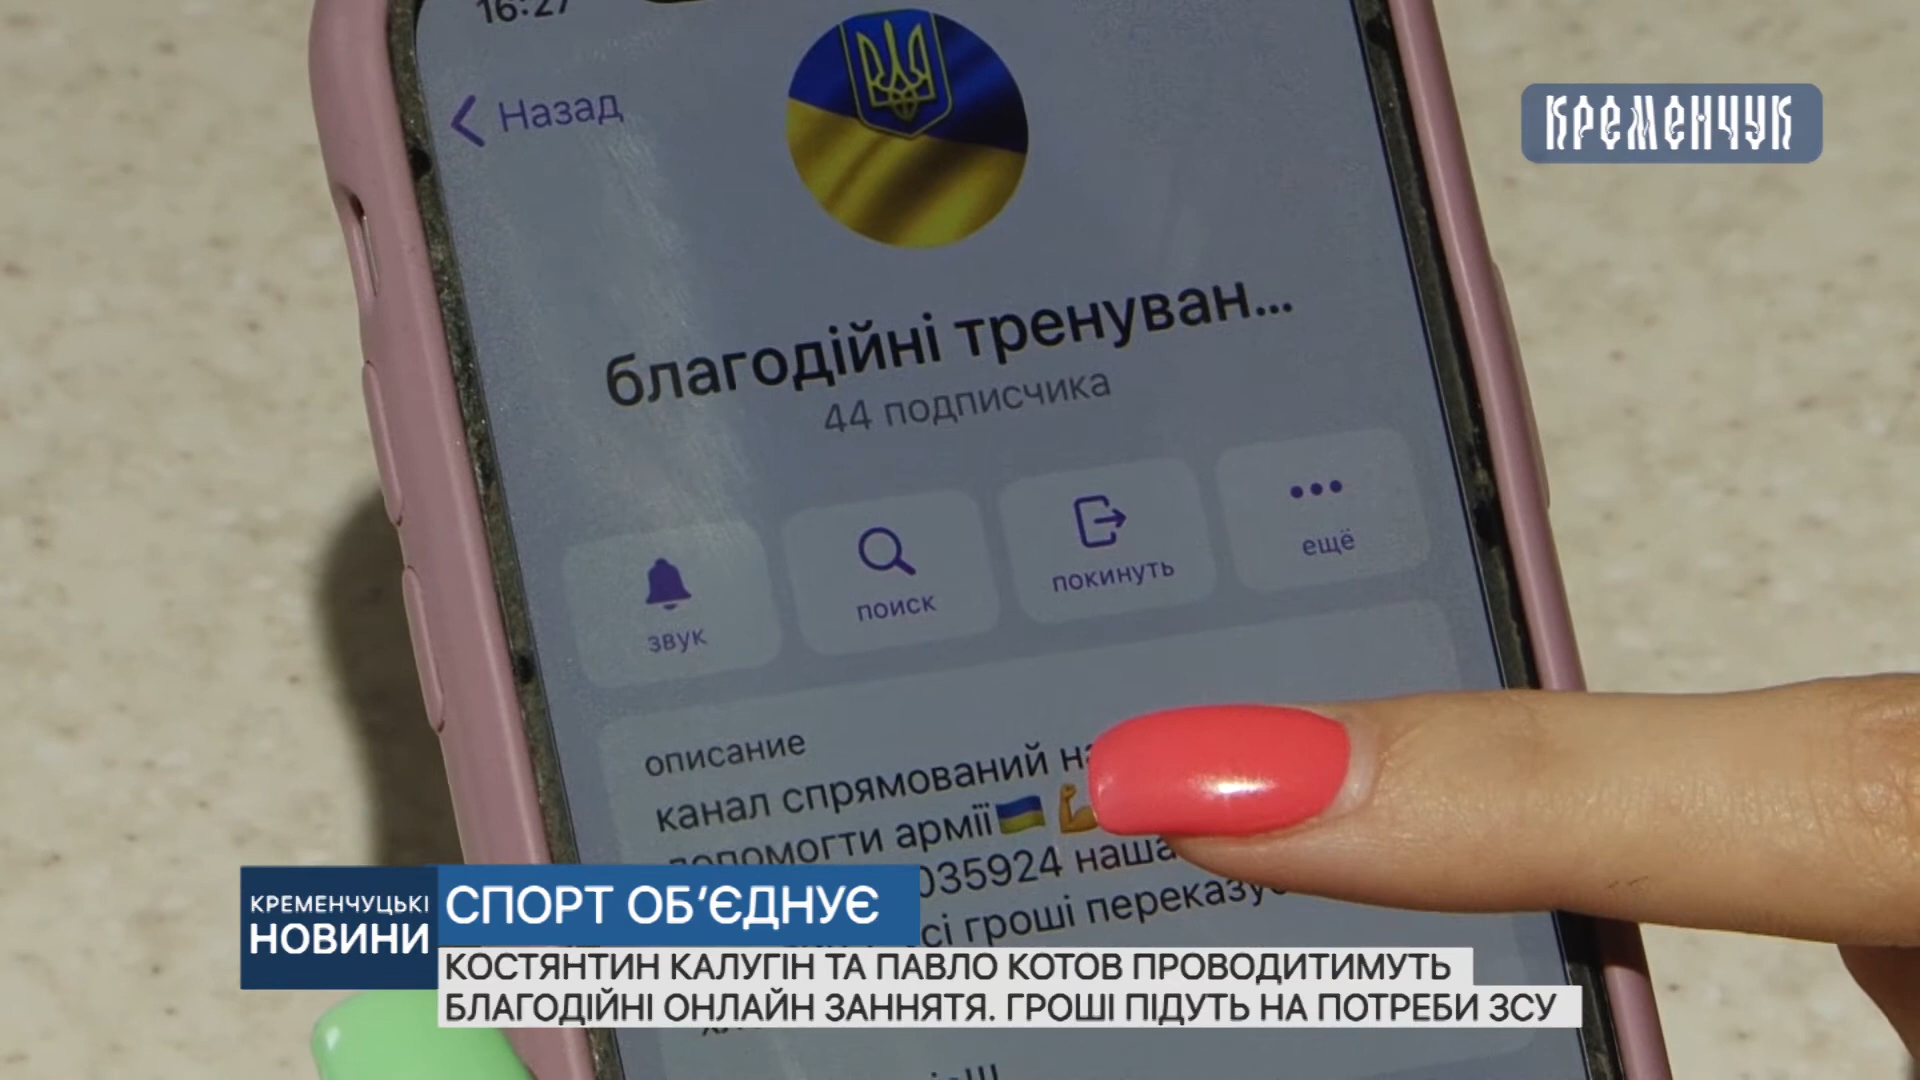 16:27
Назад
КРЕМЕНЧУК
благодійні тренуван...
44 подписчика
звук
поиск
покинуть
ещё
описание
канал спрямований
допомогти армії🇺🇦💪
035924 наша
гроші переказує
КРЕМЕНЧУЦЬКІ
НОВИНИ
СПОРТ ОБ’ЄДНУЄ
КОСТЯНТИН КАЛУГІН ТА ПАВЛО КОТОВ ПРОВОДИТИМУТЬ
БЛАГОДІЙНІ ОНЛАЙН ЗАННЯТЯ. ГРОШІ ПІДУТЬ НА ПОТРЕБИ ЗСУ